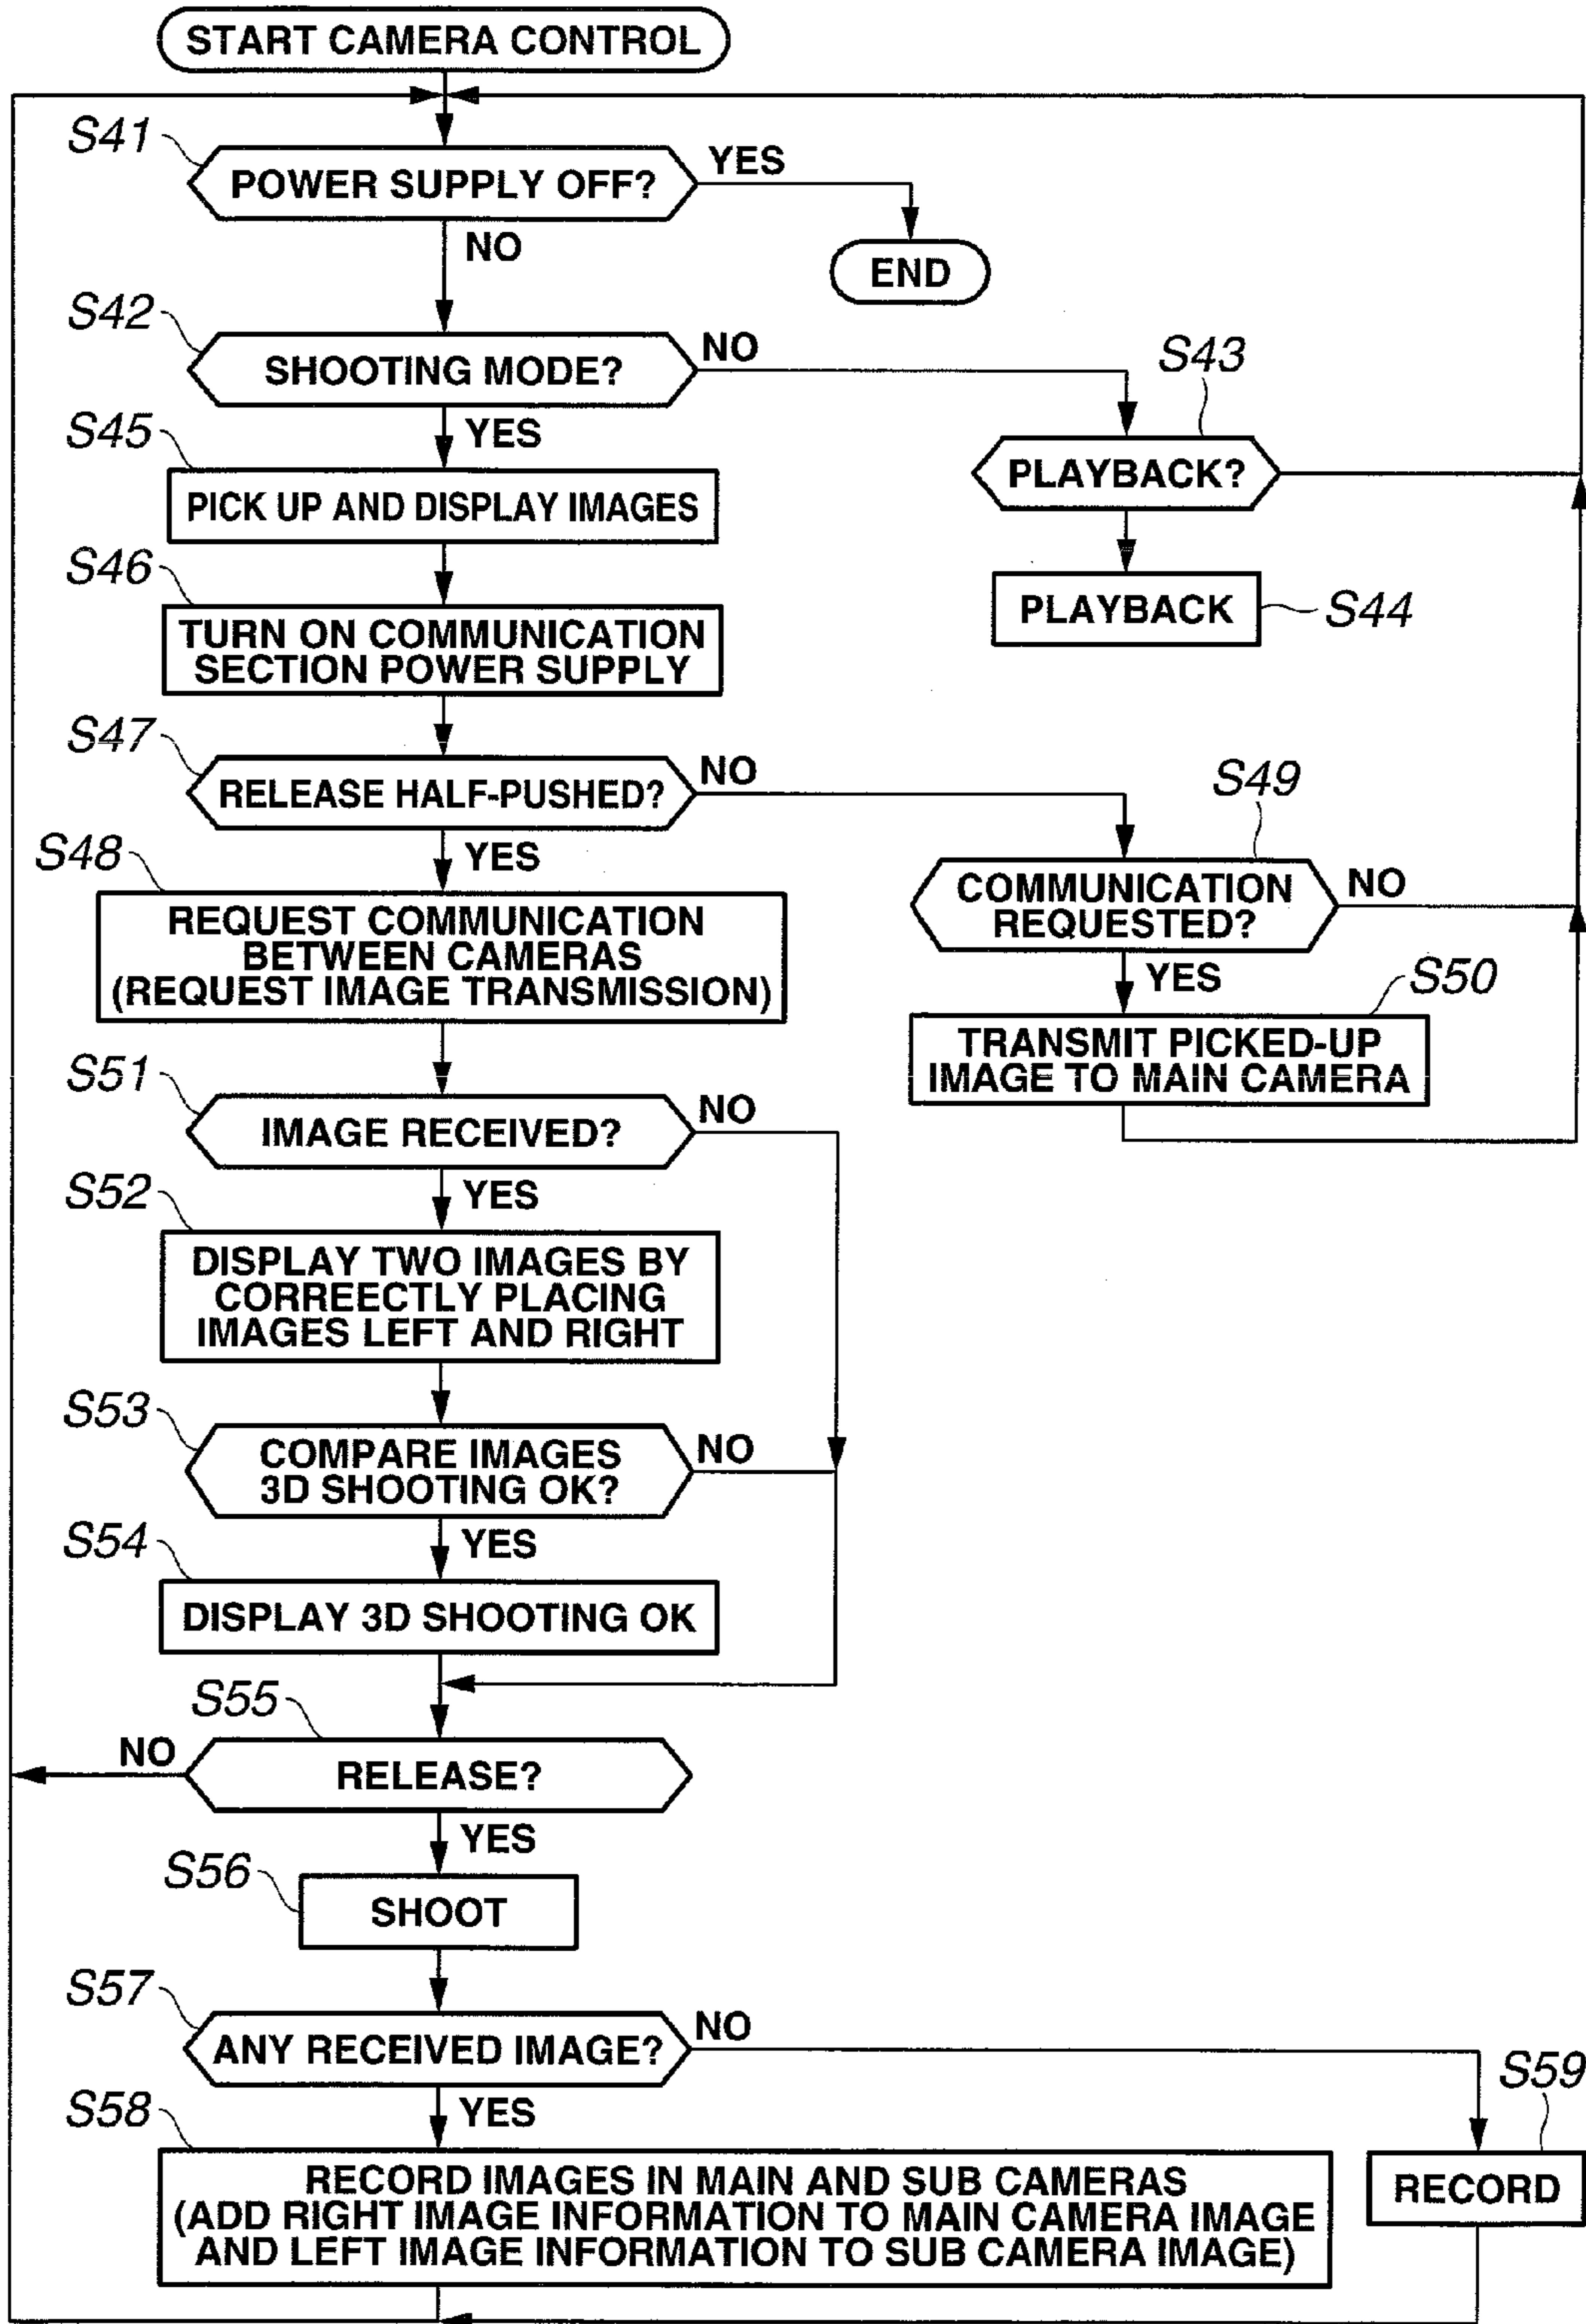 START CAMERA CONTROL
S41
POWER SUPPLY OFF?
YES
NO
END
S42
SHOOTING MODE?
NO
YES
S43
PLAYBACK?
S44
PLAYBACK
S45
PICK UP AND DISPLAY IMAGES
S46
TURN ON COMMUNICATION
SECTION POWER SUPPLY
S47
RELEASE HALF-PUSHED?
NO
YES
S48
REQUEST COMMUNICATION
BETWEEN CAMERAS
(REQUEST IMAGE TRANSMISSION)
S49
COMMUNICATION
REQUESTED?
NO
YES
S50
TRANSMIT PICKED-UP
IMAGE TO MAIN CAMERA
S51
IMAGE RECEIVED?
NO
YES
S52
DISPLAY TWO IMAGES BY
CORREECTLY PLACING
IMAGES LEFT AND RIGHT
S53
COMPARE IMAGES
3D SHOOTING OK?
NO
YES
S54
DISPLAY 3D SHOOTING OK
S55
NO
RELEASE?
YES
S56
SHOOT
S57
ANY RECEIVED IMAGE?
NO
YES
S58
RECORD IMAGES IN MAIN AND SUB CAMERAS
(ADD RIGHT IMAGE INFORMATION TO MAIN CAMERA IMAGE
AND LEFT IMAGE INFORMATION TO SUB CAMERA IMAGE)
S59
RECORD